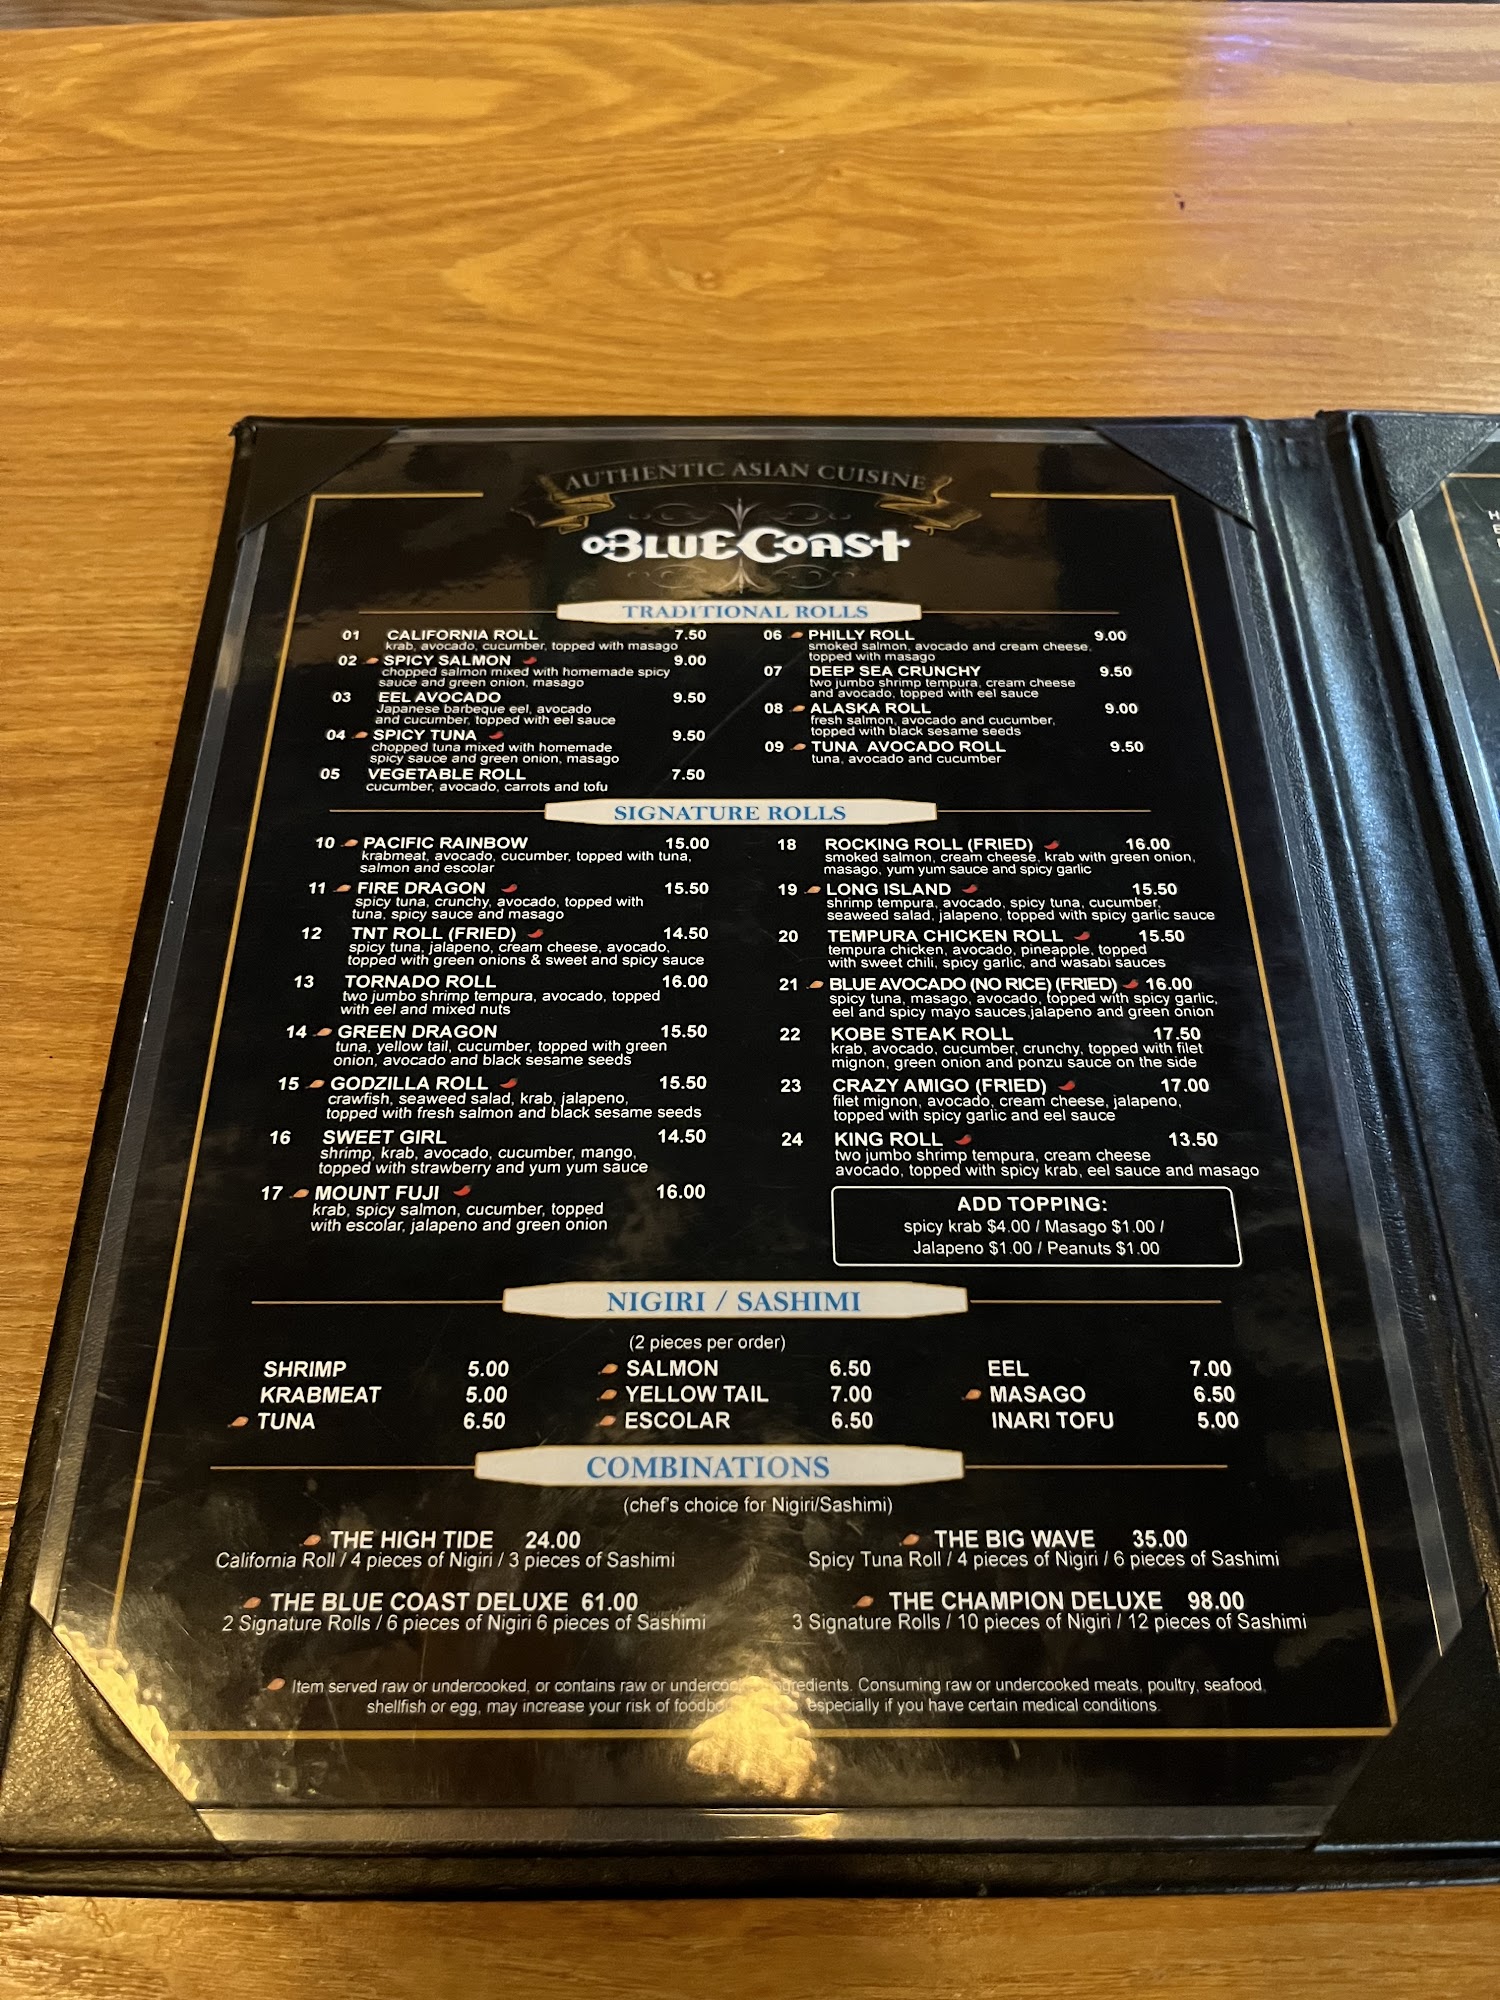 AUTHENTIC ASIAN CUISINE
BLUE COAST
TRADITIONAL ROLLS
01 CALIFORNIA ROLL 7.50
krab, avocado, cucumber, topped with masago
02 SPICY SALMON 9.00
chopped salmon mixed with homemade spicy
sauce and green onion, masago
03 EEL AVOCADO 9.50
Japanese barbeque eel, avocado
and cucumber, topped with eel sauce
04 SPICY TUNA 9.50
chopped tuna mixed with homemade
spicy sauce and green onion, masago
05 VEGETABLE ROLL 7.50
cucumber, avocado, carrots and tofu
06 PHILLY ROLL 9.00
smoked salmon, avocado and cream cheese,
topped with masago
07 DEEP SEA CRUNCHY 9.50
two jumbo shrimp tempura, cream cheese
and avocado, topped with eel sauce
08 ALASKA ROLL 9.00
fresh salmon, avocado and cucumber,
topped with black sesame seeds
09 TUNA AVOCADO ROLL 9.50
tuna, avocado and cucumber
SIGNATURE ROLLS
10 PACIFIC RAINBOW 15.00
krabmeat, avocado, cucumber, topped with tuna,
salmon and escolar
11 FIRE DRAGON 15.50
spicy tuna, crunchy, avocado, topped with
tuna, spicy sauce and masago
12 TNT ROLL (FRIED) 14.50
spicy tuna, jalapeno, cream cheese, avocado,
topped with green onions & sweet and spicy sauce
13 TORNADO ROLL 16.00
two jumbo shrimp tempura, avocado, topped
with eel and mixed nuts
14 GREEN DRAGON 15.50
tuna, yellow tail, cucumber, topped with green
onion, avocado and black sesame seeds
15 GODZILLA ROLL 15.50
crawfish, seaweed salad, krab, jalapeno,
topped with fresh salmon and black sesame seeds
16 SWEET GIRL 14.50
shrimp, krab, avocado, cucumber, mango,
topped with strawberry and yum yum sauce
17 MOUNT FUJI 16.00
krab, spicy salmon, cucumber, topped
with escolar, jalapeno and green onion
18 ROCKING ROLL (FRIED) 16.00
smoked salmon, cream cheese, krab with green onion,
masago, yum yum sauce and spicy garlic
19 LONG ISLAND 15.50
shrimp tempura, avocado, spicy tuna, cucumber,
seaweed salad, jalapeno, topped with spicy garlic sauce
20 TEMPURA CHICKEN ROLL 15.50
tempura chicken, avocado, pineapple, topped
with sweet chili, spicy garlic, and wasabi sauces
21 BLUE AVOCADO (NO RICE) (FRIED) 16.00
spicy tuna, masago, avocado, topped with spicy garlic,
eel and spicy mayo sauces,jalapeno and green onion
22 KOBE STEAK ROLL 17.50
krab, avocado, cucumber, crunchy, topped with filet
mignon, green onion and ponzu sauce on the side
23 CRAZY AMIGO (FRIED) 17.00
filet mignon, avocado, cream cheese, jalapeno,
topped with spicy garlic and eel sauce
24 KING ROLL 13.50
two jumbo shrimp tempura, cream cheese
avocado, topped with spicy krab, eel sauce and masago
ADD TOPPING:
spicy krab $4.00 / Masago $1.00 /
Jalapeno $1.00 / Peanuts $1.00
NIGIRI / SASHIMI
(2 pieces per order)
SHRIMP 5.00 SALMON 6.50 EEL 7.00
KRABMEAT 5.00 YELLOW TAIL 7.00 MASAGO 6.50
TUNA 6.50 ESCOLAR 6.50 INARI TOFU 5.00
COMBINATIONS
(chef's choice for Nigiri/Sashimi)
THE HIGH TIDE 24.00
California Roll / 4 pieces of Nigiri / 3 pieces of Sashimi
THE BIG WAVE 35.00
Spicy Tuna Roll / 4 pieces of Nigiri / 6 pieces of Sashimi
THE BLUE COAST DELUXE 61.00
2 Signature Rolls / 6 pieces of Nigiri 6 pieces of Sashimi
THE CHAMPION DELUXE 98.00
3 Signature Rolls / 10 pieces of Nigiri / 12 pieces of Sashimi
Item served raw or undercooked, or contains raw or Consuming raw or undercooked meats, poultry, seafood,
shellfish or egg, may increase your risk of especially if you have certain medical conditions.